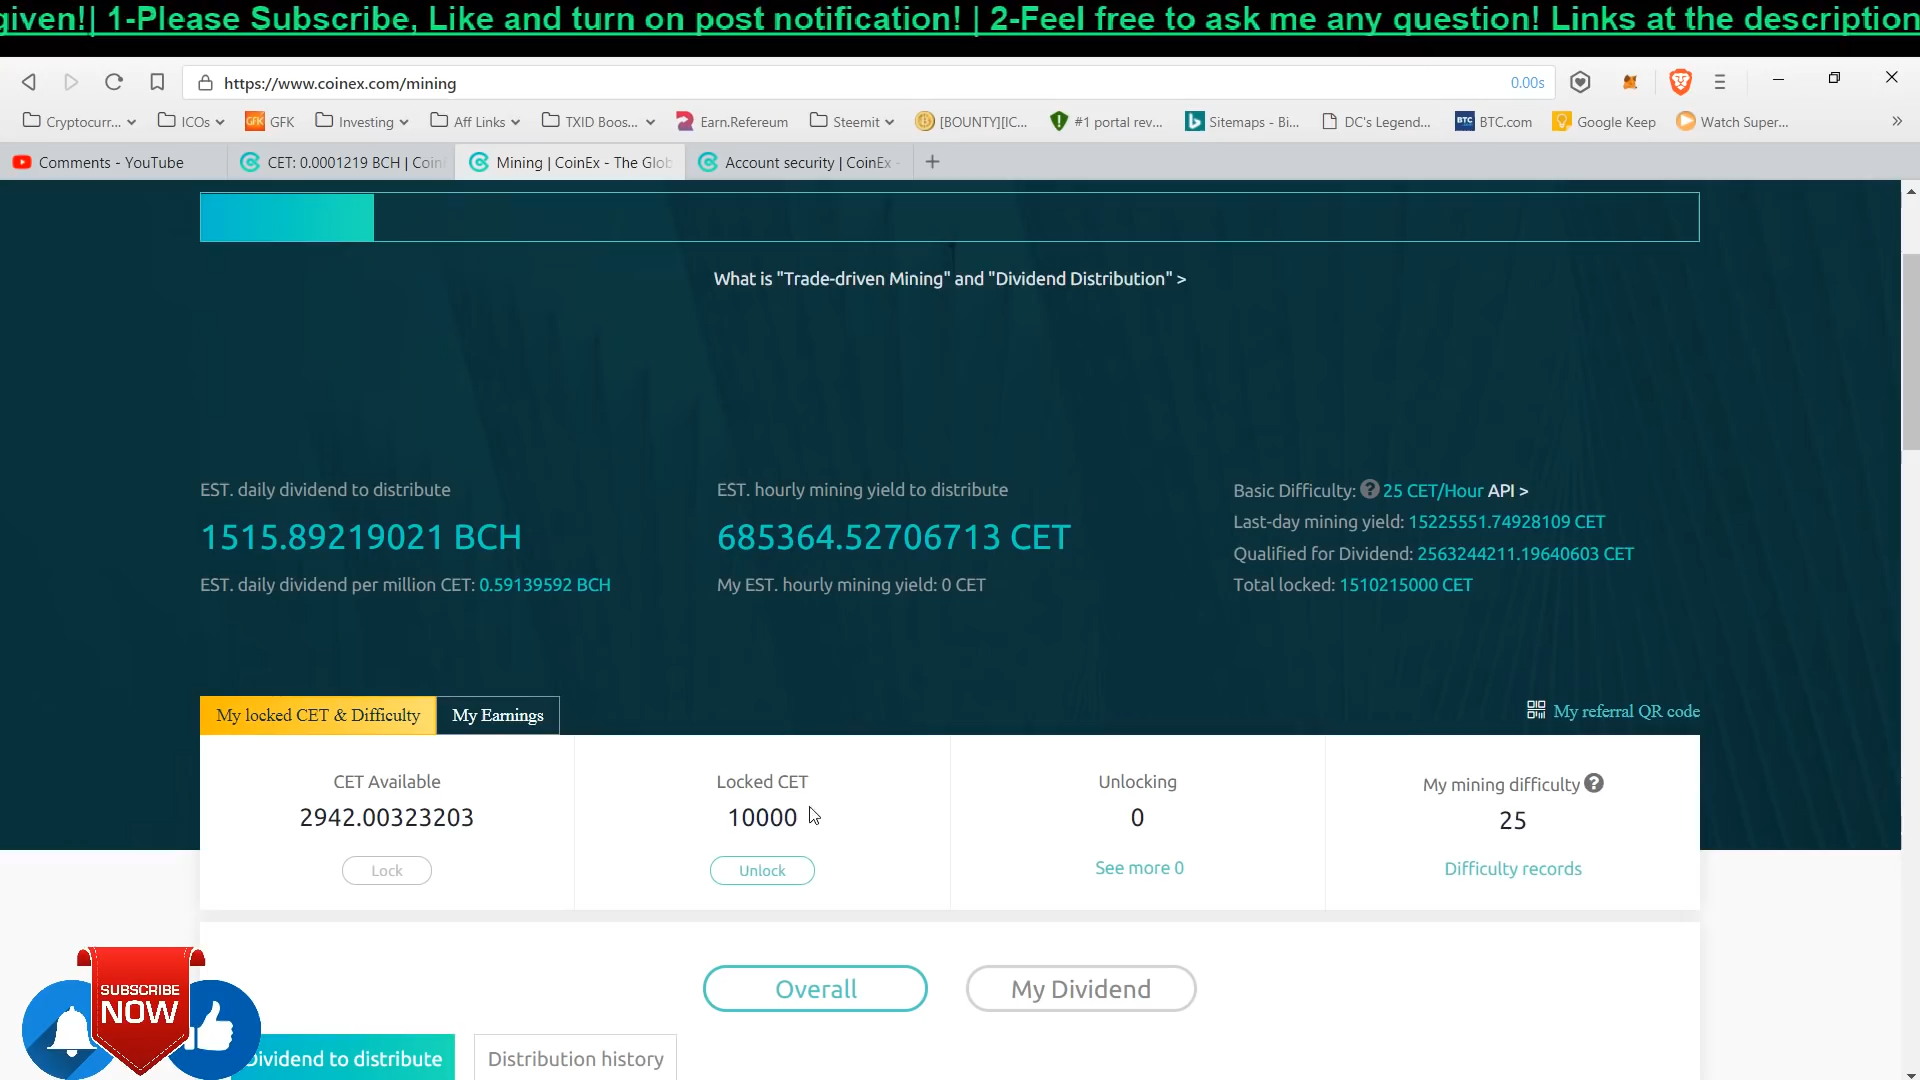 given!| 1-Please Subscribe, Like and turn on post notification! | 2-Feel free to ask me any question! Links at the description
https://www.coinex.com/mining
0.00s
Cryptocurr...
ICOs
GFK
Investing
Aff Links
TXID Boos...
Earn.Refereum
Steemit
[BOUNTY][IC...
#1 portal rev...
Sitemaps - Bi...
DC's Legend...
BTC.com
Google Keep
Watch Super...
Comments - YouTube
CET: 0.0001219 BCH | Coin
Mining | CoinEx - The Glob
Account security | CoinEx -
What is "Trade-driven Mining" and "Dividend Distribution" >
EST. daily dividend to distribute
1515.89219021 BCH
EST. daily dividend per million CET: 0.59139592 BCH
EST. hourly mining yield to distribute
685364.52706713 CET
My EST. hourly mining yield: 0 CET
Basic Difficulty: ? 25 CET/Hour API >
Last-day mining yield: 15225551.74928109 CET
Qualified for Dividend: 2563244211.19640603 CET
Total locked: 1510215000 CET
My locked CET & Difficulty
My Earnings
My referral QR code
CET Available
2942.00323203
Lock
Locked CET
10000
Unlock
Unlocking
0
See more 0
My mining difficulty ?
25
Difficulty records
Overall
My Dividend
SUBSCRIBE
NOW
Dividend to distribute
Distribution history